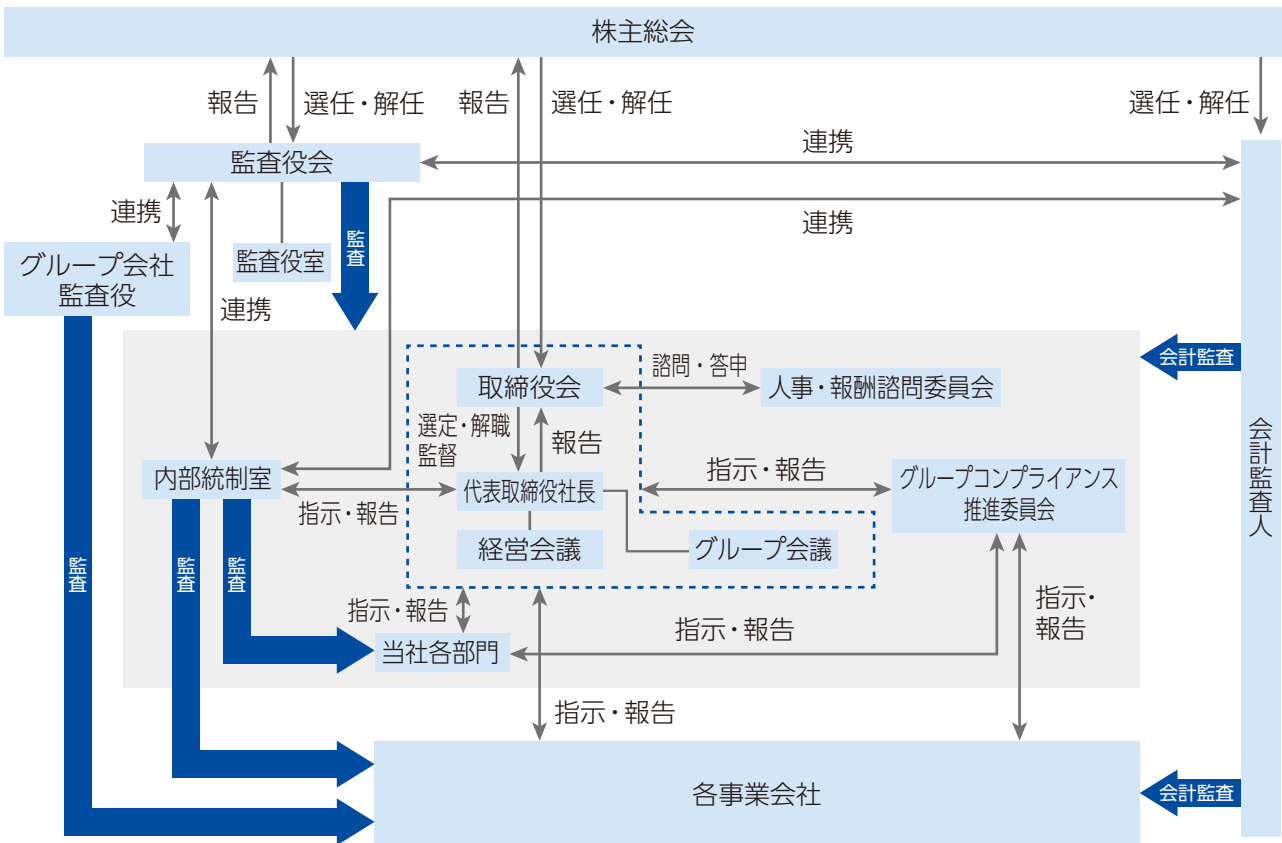 株主総会
報告
選任・解任
報告
選任・解任
選任・解任
監査役会
連携
連携
連携
グループ会社
監査役
監査役室
監査
連携
会計監査
取締役会
諮問・答申
人事・報酬諮問委員会
選定・解職
監督
報告
内部統制室
指示・報告
代表取締役社長
指示・報告
グループコンプライアンス
推進委員会
会計監査人
経営会議
グループ会議
監査
監査
監査
指示・報告
当社各部門
指示・報告
指示・
報告
指示・報告
各事業会社
会計監査